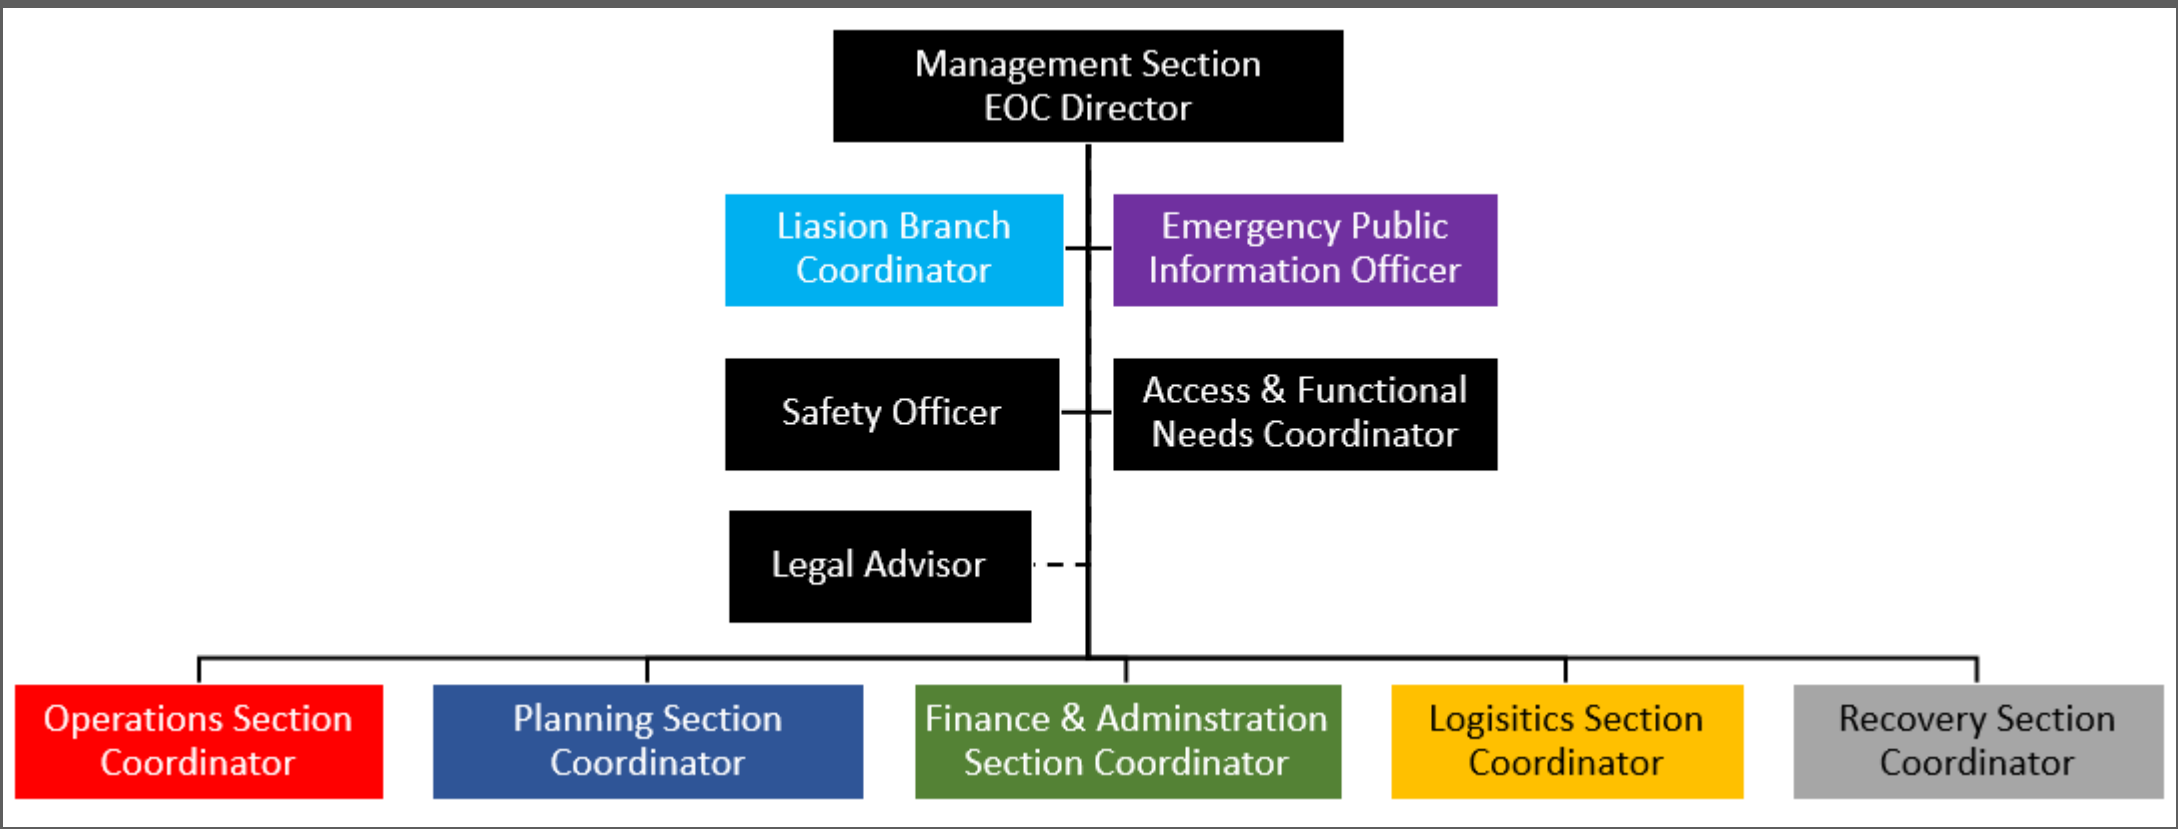 Management Section
EOC Director
Liasion Branch
Coordinator
Emergency Public
Information Officer
Safety Officer
Access & Functional
Needs Coordinator
Legal Advisor
Operations Section
Coordinator
Planning Section
Coordinator
Finance & Adminstration
Section Coordinator
Logisitics Section
Coordinator
Recovery Section
Coordinator